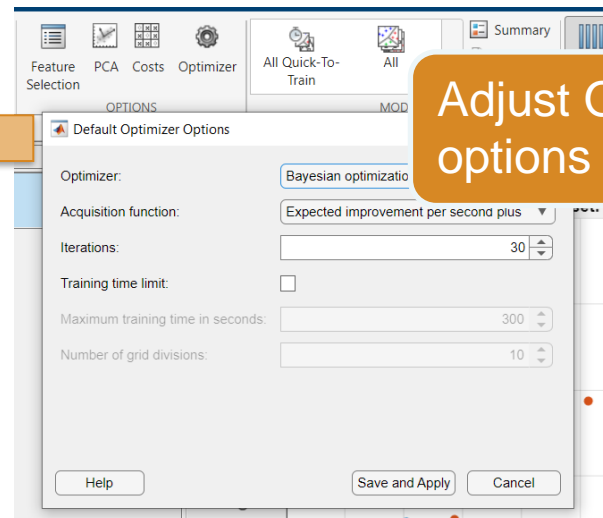 Summary
Feature Selection
PCA
Costs
Optimizer
All Quick-To-Train
All
OPTIONS
MOD
Adjust
options
Default Optimizer Options
Optimizer:
Bayesian optimizatio
Acquisition function:
Expected improvement per second plus
Iterations:
30
Training time limit:
Maximum training time in seconds:
300
Number of grid divisions:
10
Help
Save and Apply
Cancel